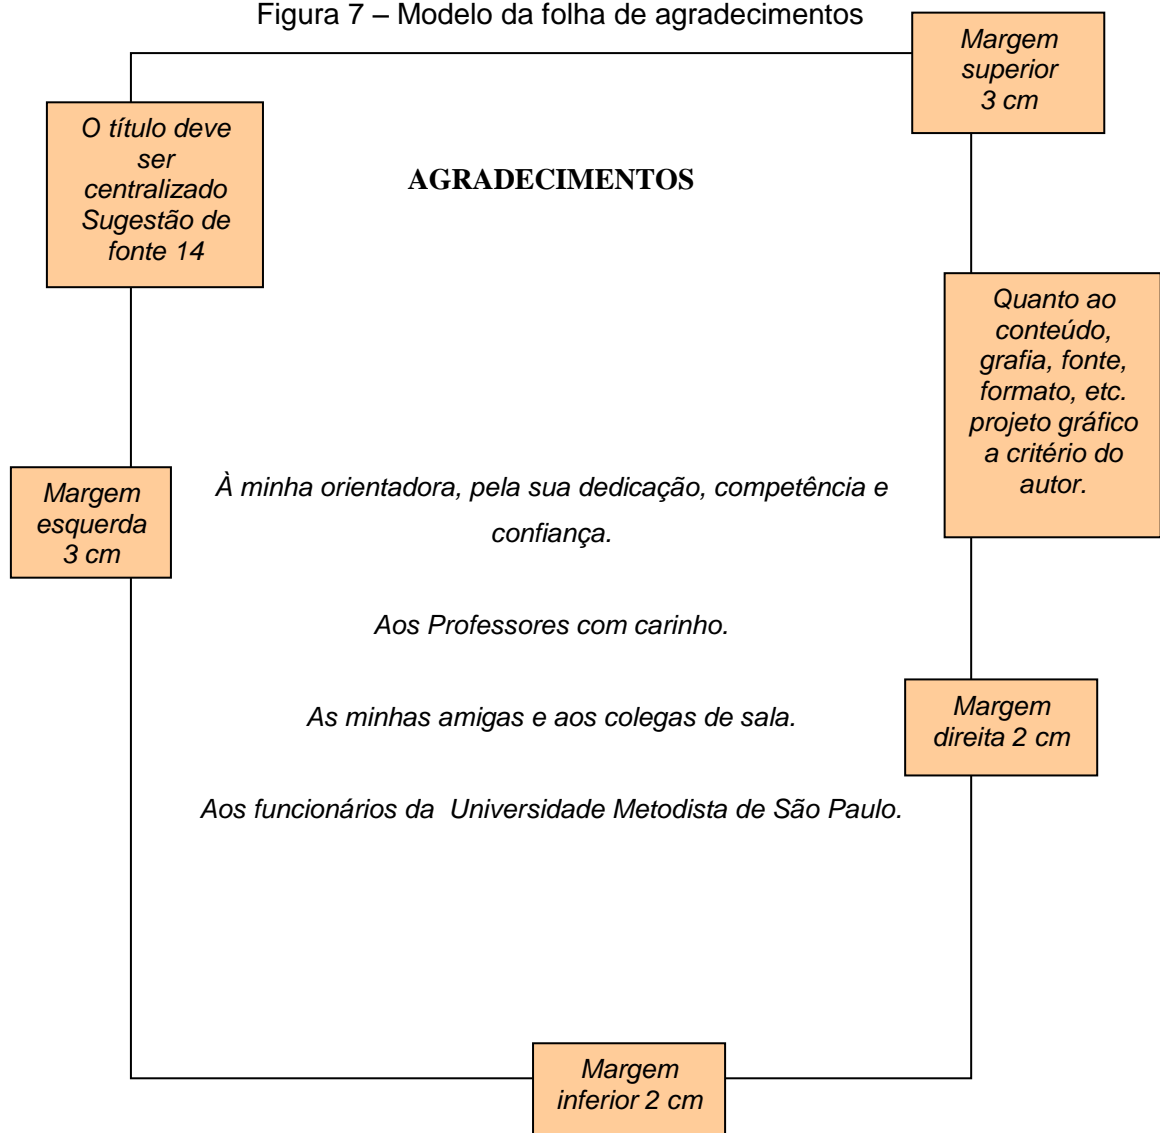 Figura 7 – Modelo da folha de agradecimentos
Margem
superior
3 cm
O título deve
ser
centralizado
Sugestão de
fonte 14
AGRADECIMENTOS
Quanto ao
conteúdo,
grafia, fonte,
formato, etc.
projeto gráfico
a critério do
autor.
Margem
esquerda
3 cm
À minha orientadora, pela sua dedicação, competência e
confiança.
Aos Professores com carinho.
As minhas amigas e aos colegas de sala.
Margem
direita 2 cm
Aos funcionários da  Universidade Metodista de São Paulo.
Margem
inferior 2 cm